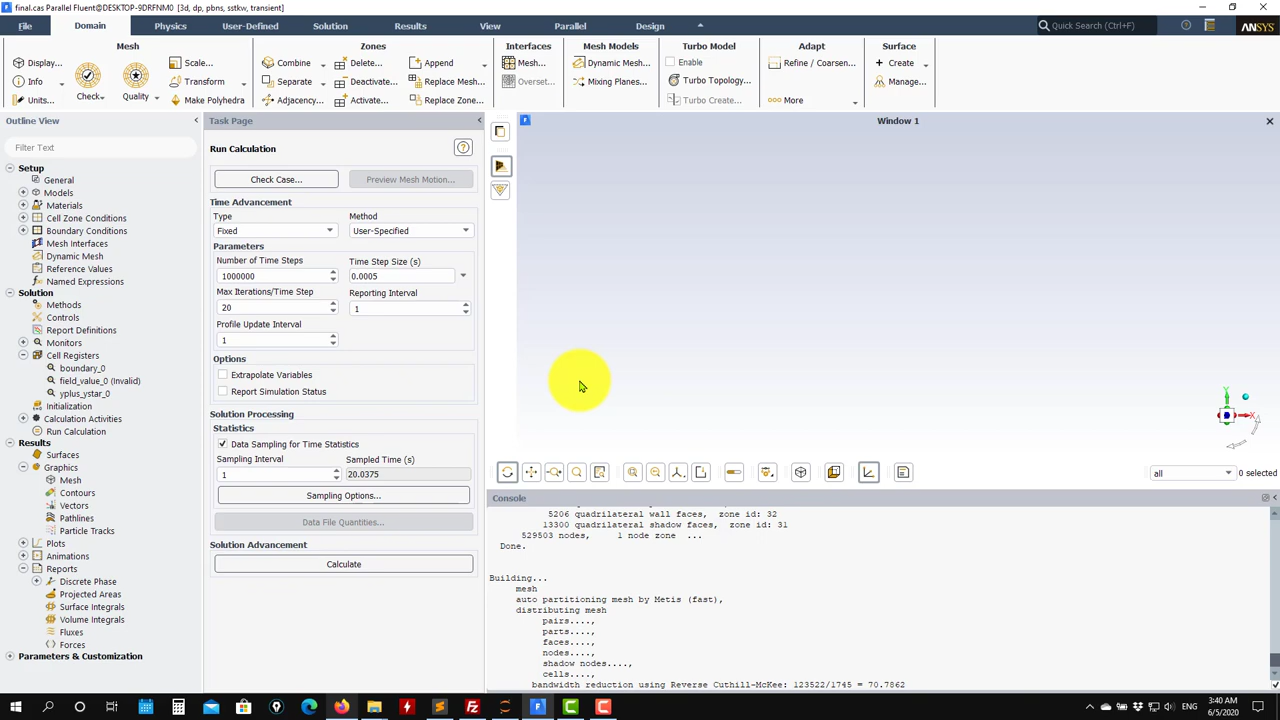 final.cas Parallel Fluent@DESKTOP-9DRFNM0 [3d, dp, pbns, sstkw, transient]
File Domain Physics User-Defined Solution Results View Parallel Design Quick Search (Ctrl+F) ANSYS
Mesh Zones Interfaces Mesh Models Turbo Model Adapt Surface
Display... Scale... Combine Delete... Append Mesh... Dynamic Mesh... Enable Refine / Coarsen... Create
Info Transform Separate Deactivate... Replace Mesh... Overset... Mixing Planes... Turbo Topology... Manage...
Units... Check Quality Make Polyhedra Adjacency... Activate... Replace Zone... Turbo Create... More
Outline View
Filter Text
Setup
General
Models
Materials
Cell Zone Conditions
Boundary Conditions
Mesh Interfaces
Dynamic Mesh
Reference Values
Named Expressions
Solution
Methods
Controls
Report Definitions
Monitors
Cell Registers
boundary_0
field_value_0 (Invalid)
yplus_ystar_0
Initialization
Calculation Activities
Run Calculation
Results
Surfaces
Graphics
Mesh
Contours
Vectors
Pathlines
Particle Tracks
Plots
Animations
Reports
Discrete Phase
Projected Areas
Surface Integrals
Volume Integrals
Fluxes
Forces
Parameters & Customization
Task Page
Run Calculation
Check Case... Preview Mesh Motion...
Time Advancement
Type Method
Fixed User-Specified
Parameters
Number of Time Steps Time Step Size (s)
1000000 0.0005
Max Iterations/Time Step Reporting Interval
20 1
Profile Update Interval
1
Options
Extrapolate Variables
Report Simulation Status
Solution Processing
Statistics
Data Sampling for Time Statistics
Sampling Interval Sampled Time (s)
1 20.0375
Sampling Options...
Data File Quantities...
Solution Advancement
Calculate
Window 1
Y
X
all 0 selected
Console
5206 quadrilateral wall faces, zone id: 32
13300 quadrilateral shadow faces, zone id: 31
529503 nodes, 1 node zone ...
Done.
Building...
mesh
auto partitioning mesh by Metis (fast),
distributing mesh
pairs....,
parts....,
faces....,
nodes....,
shadow nodes....,
cells....,
bandwidth reduction using Reverse Cuthill-McKee: 123522/1745 = 70.7862
ENG
3:40 AM
6/5/2020